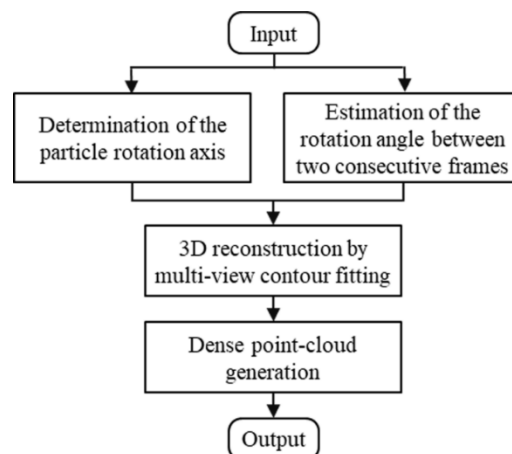 Input
Determination of the
particle rotation axis
Estimation of the
rotation angle between
two consecutive frames
3D reconstruction by
multi-view contour fitting
Dense point-cloud
generation
Output